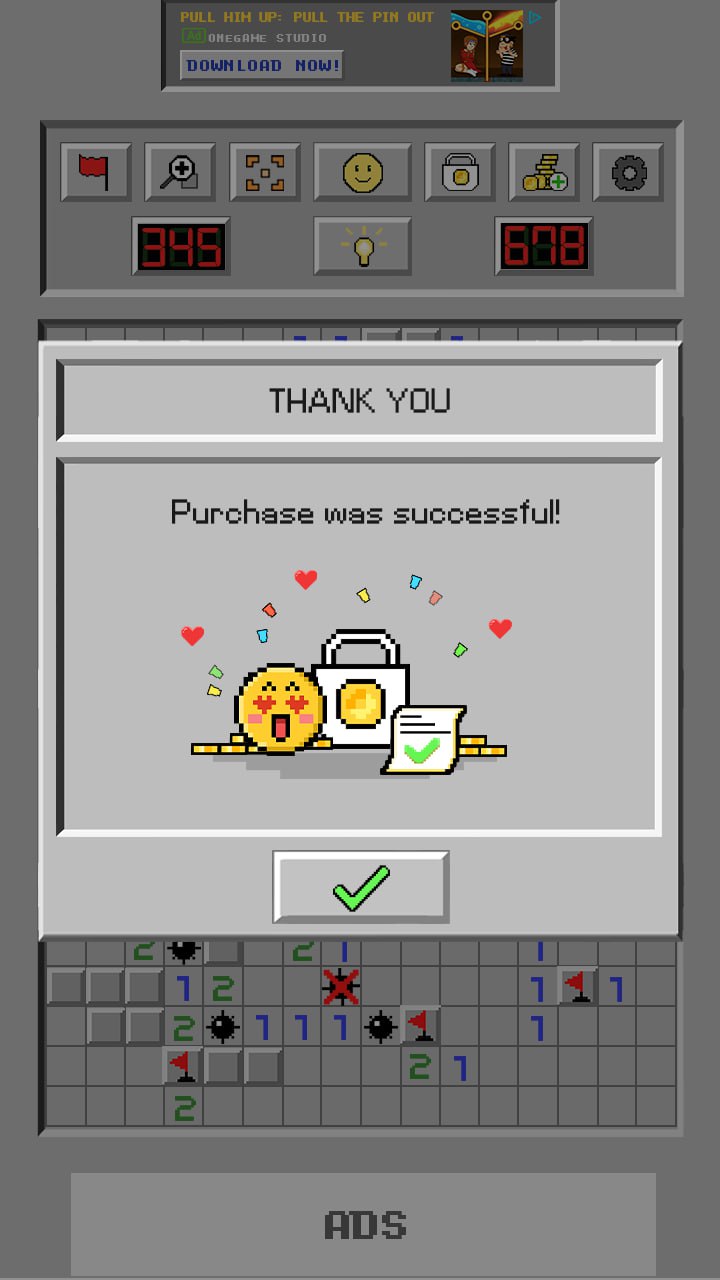 PULL HIM UP: PULL THE PIN OUT
Ad ONEGAME STUDIO
DOWNLOAD NOW!
345 678
THANK YOU
Purchase was successful!
2 2 1 1
1 2 1 1
2 1 1 1 1
2 1
2
ADS